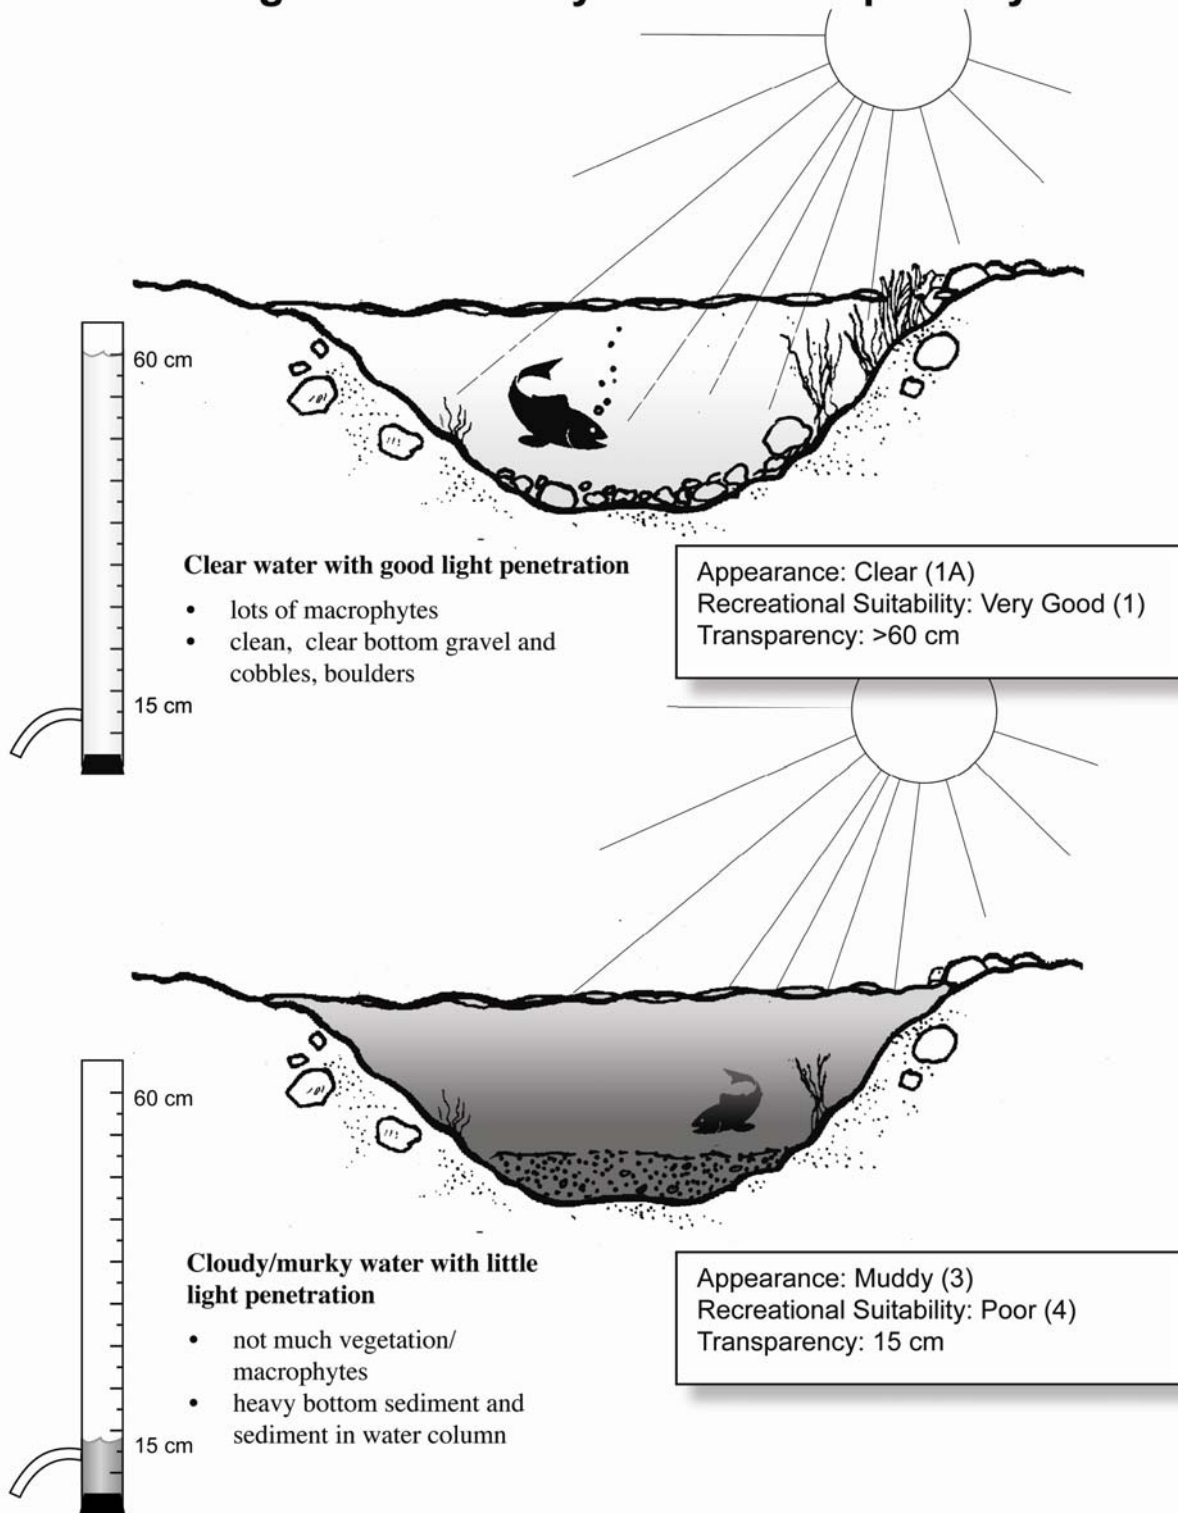 60 cm
15 cm
Clear water with good light penetration
• lots of macrophytes
• clean, clear bottom gravel and
cobbles, boulders
Appearance: Clear (1A)
Recreational Suitability: Very Good (1)
Transparency: >60 cm
60 cm
15 cm
Cloudy/murky water with little
light penetration
• not much vegetation/
macrophytes
• heavy bottom sediment and
sediment in water column
Appearance: Muddy (3)
Recreational Suitability: Poor (4)
Transparency: 15 cm